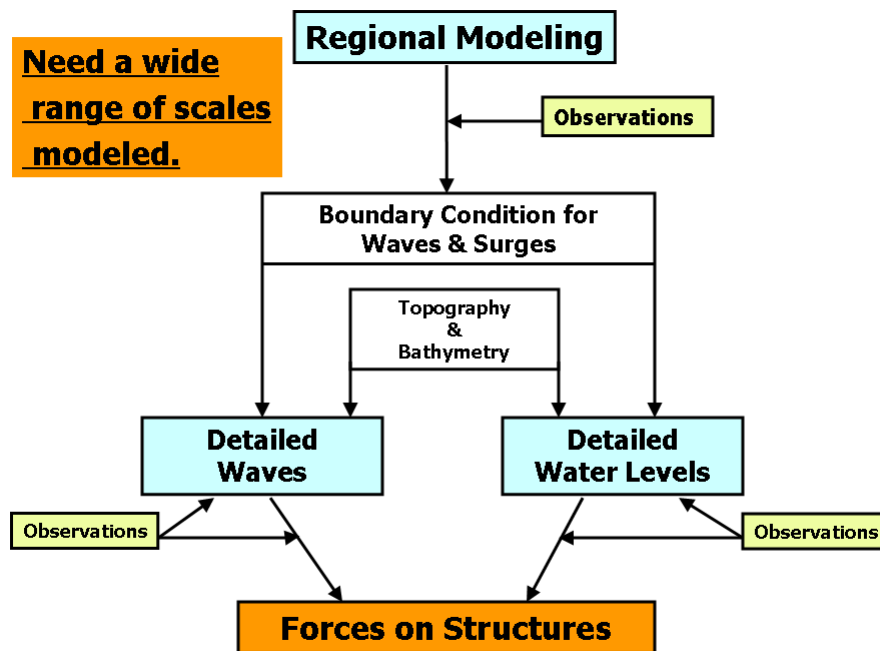 Regional Modeling
Need a wide
range of scales
modeled.
Observations
Boundary Condition for
Waves & Surges
Topography
&
Bathymetry
Detailed
Waves
Detailed
Water Levels
Observations
Observations
Forces on Structures